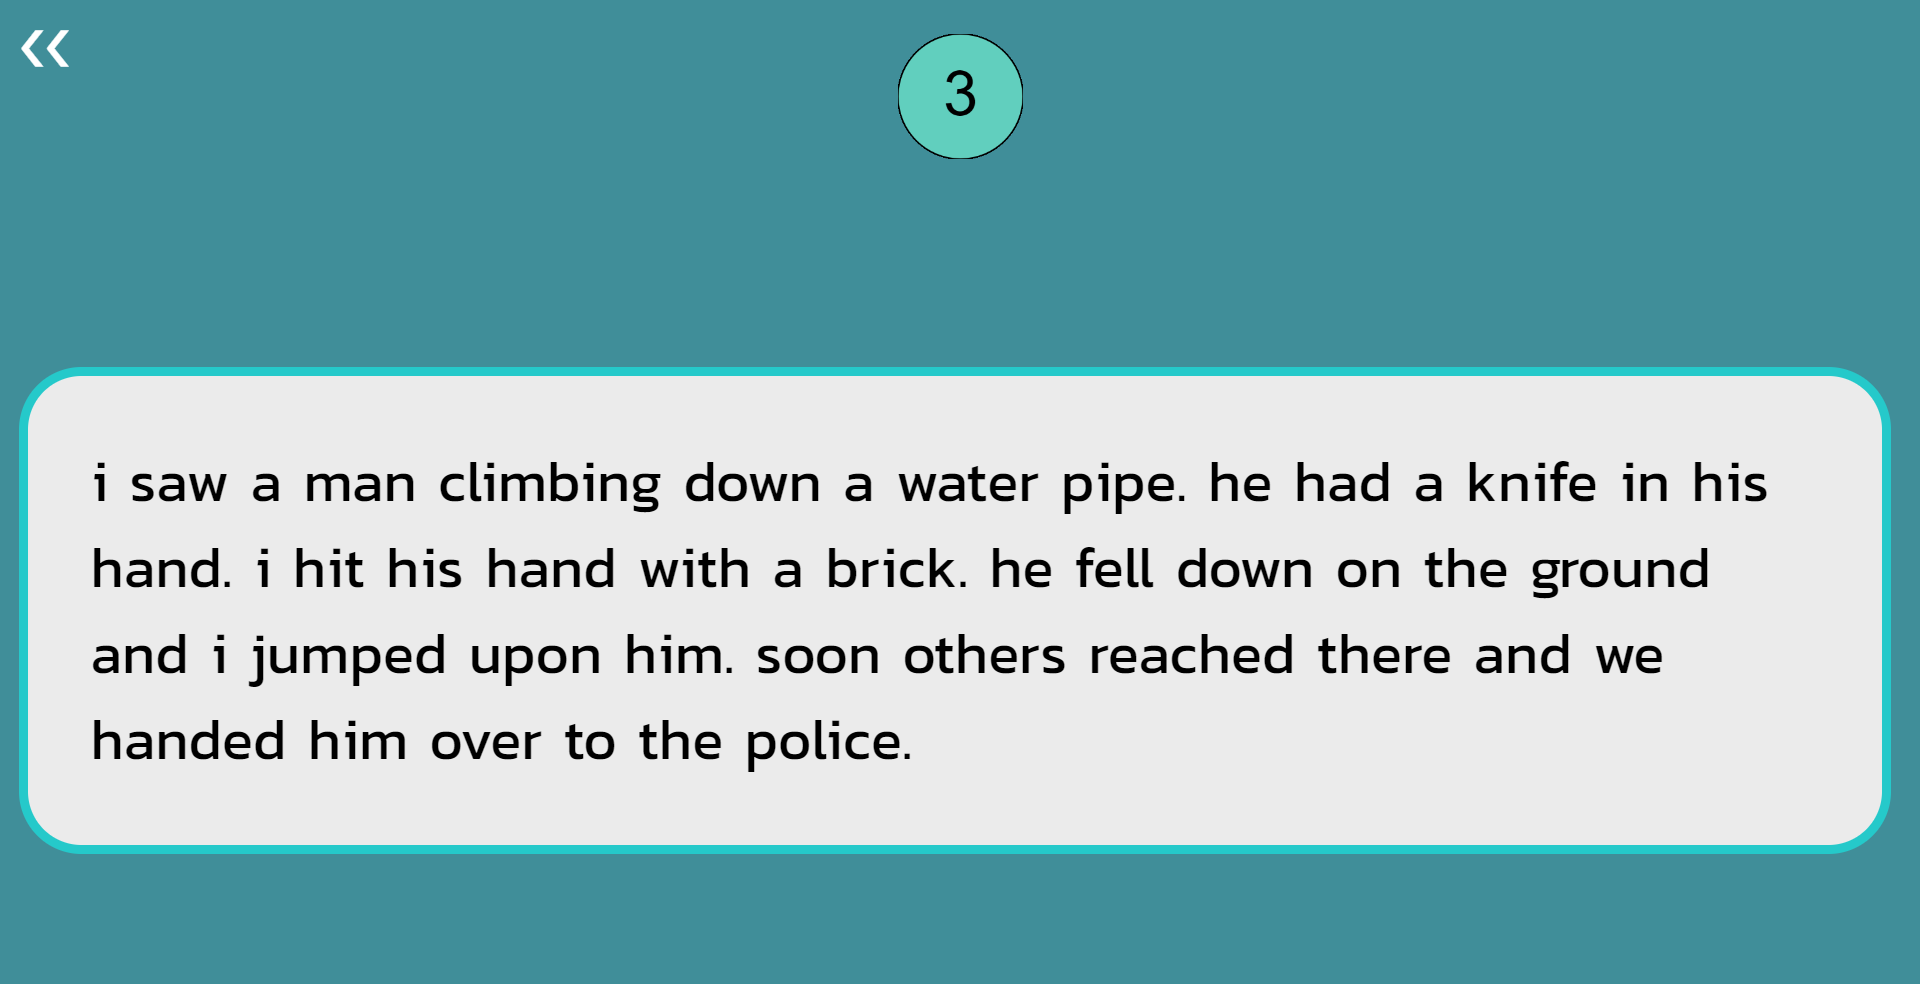 «
3
i saw a man climbing down a water pipe. he had a knife in his
hand. i hit his hand with a brick. he fell down on the ground
and i jumped upon him. soon others reached there and we
handed him over to the police.